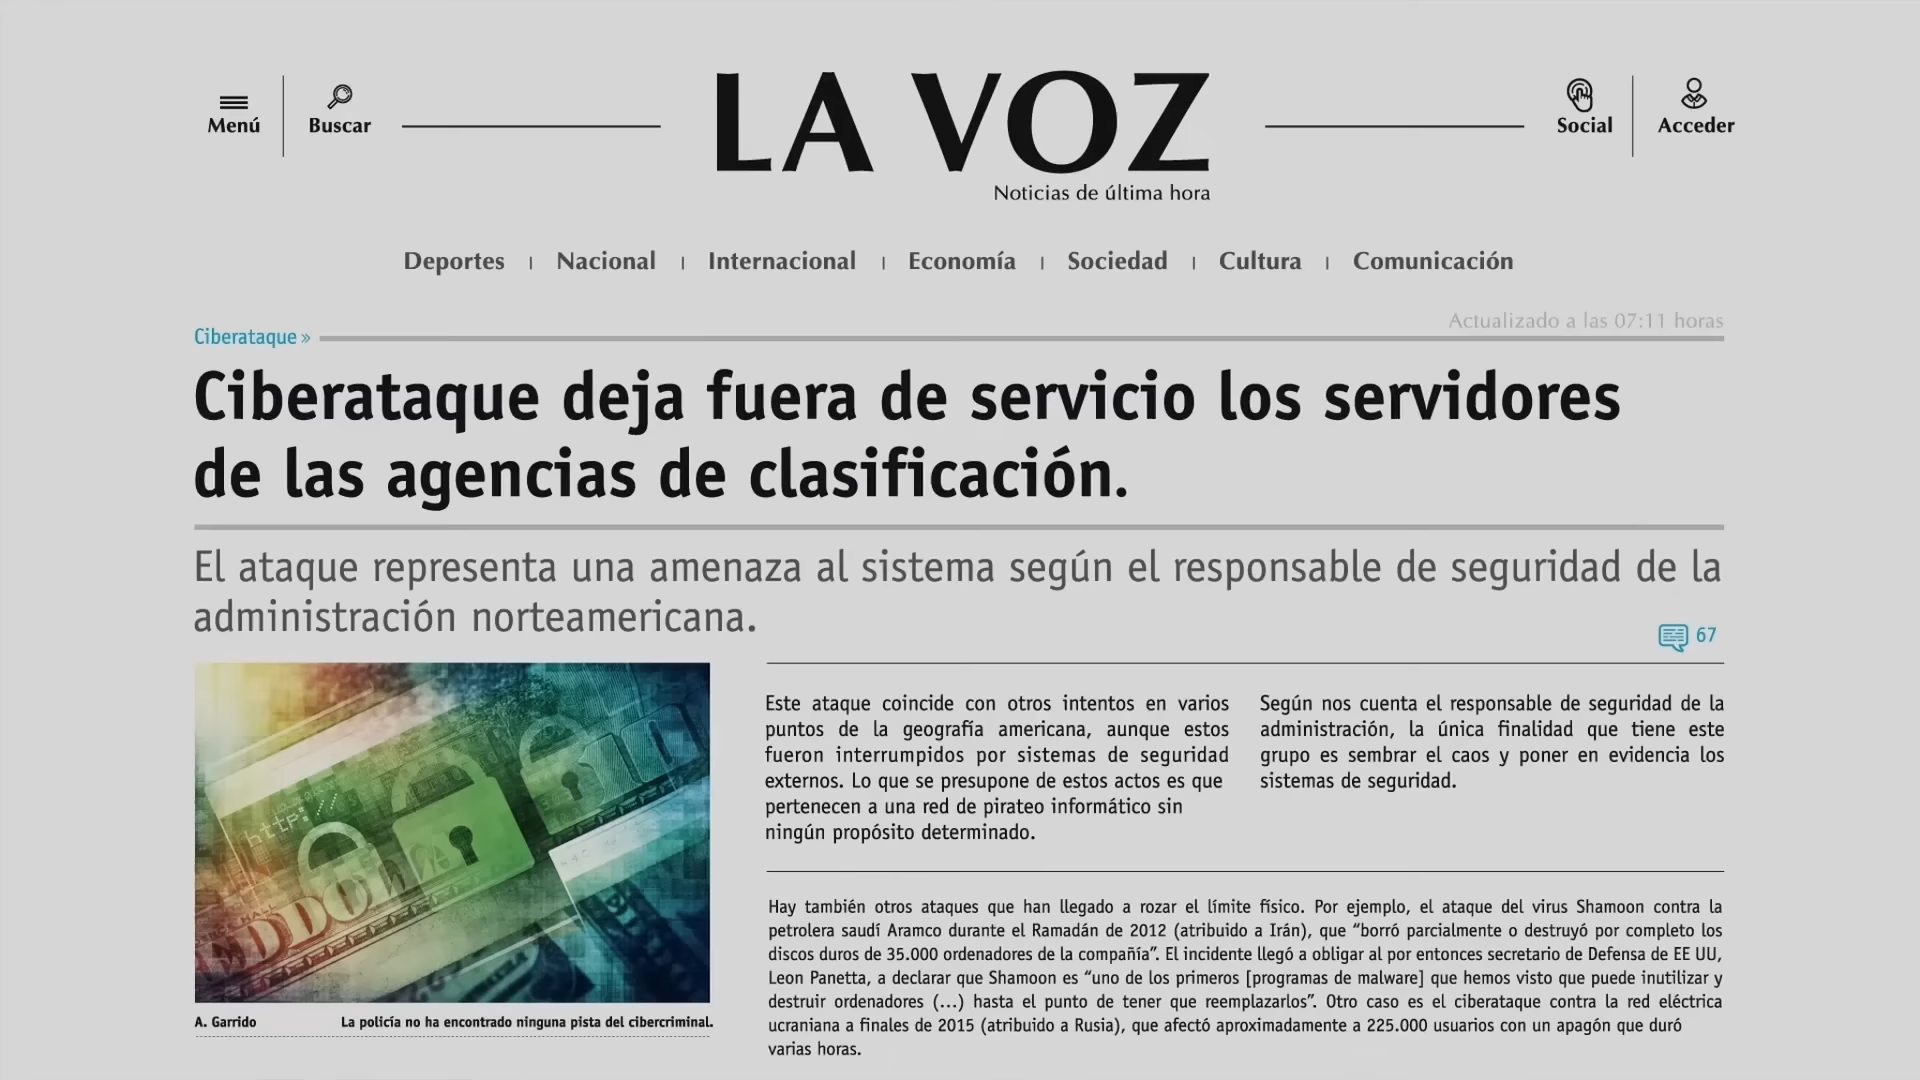 Menú
Buscar
LA VOZ
Noticias de última hora
Social
Acceder
Deportes
Nacional
Internacional
Economía
Sociedad
Cultura
Comunicación
Actualizado a las 07:11 horas
Ciberataque »
Ciberataque deja fuera de servicio los servidores
de las agencias de clasificación.
El ataque representa una amenaza al sistema según el responsable de seguridad de la
administración norteamericana.
67
http://
A. Garrido
La policía no ha encontrado ninguna pista del cibercriminal.
Este ataque coincide con otros intentos en varios
puntos de la geografía americana, aunque estos
fueron interrumpidos por sistemas de seguridad
externos. Lo que se presupone de estos actos es que
pertenecen a una red de pirateo informático sin
ningún propósito determinado.
Según nos cuenta el responsable de seguridad de la
administración, la única finalidad que tiene este
grupo es sembrar el caos y poner en evidencia los
sistemas de seguridad.
Hay también otros ataques que han llegado a rozar el límite físico. Por ejemplo, el ataque del virus Shamoon contra la
petrolera saudí Aramco durante el Ramadán de 2012 (atribuido a Irán), que “borró parcialmente o destruyó por completo los
discos duros de 35.000 ordenadores de la compañía”. El incidente llegó a obligar al por entonces secretario de Defensa de EE UU,
Leon Panetta, a declarar que Shamoon es “uno de los primeros [programas de malware] que hemos visto que puede inutilizar y
destruir ordenadores (...) hasta el punto de tener que reemplazarlos”. Otro caso es el ciberataque contra la red eléctrica
ucraniana a finales de 2015 (atribuido a Rusia), que afectó aproximadamente a 225.000 usuarios con un apagón que duró
varias horas.